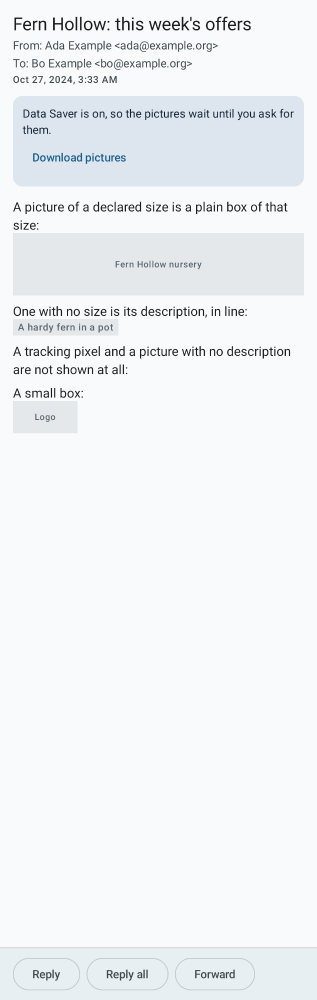 Fern Hollow: this week's offers
From: Ada Example <ada@example.org>
To: Bo Example <bo@example.org>
Oct 27, 2024, 3:33 AM
Data Saver is on, so the pictures wait until you ask for
them.
Download pictures
A picture of a declared size is a plain box of that
size:
Fern Hollow nursery
One with no size is its description, in line:
A hardy fern in a pot
A tracking pixel and a picture with no description
are not shown at all:
A small box:
Logo
Reply
Reply all
Forward